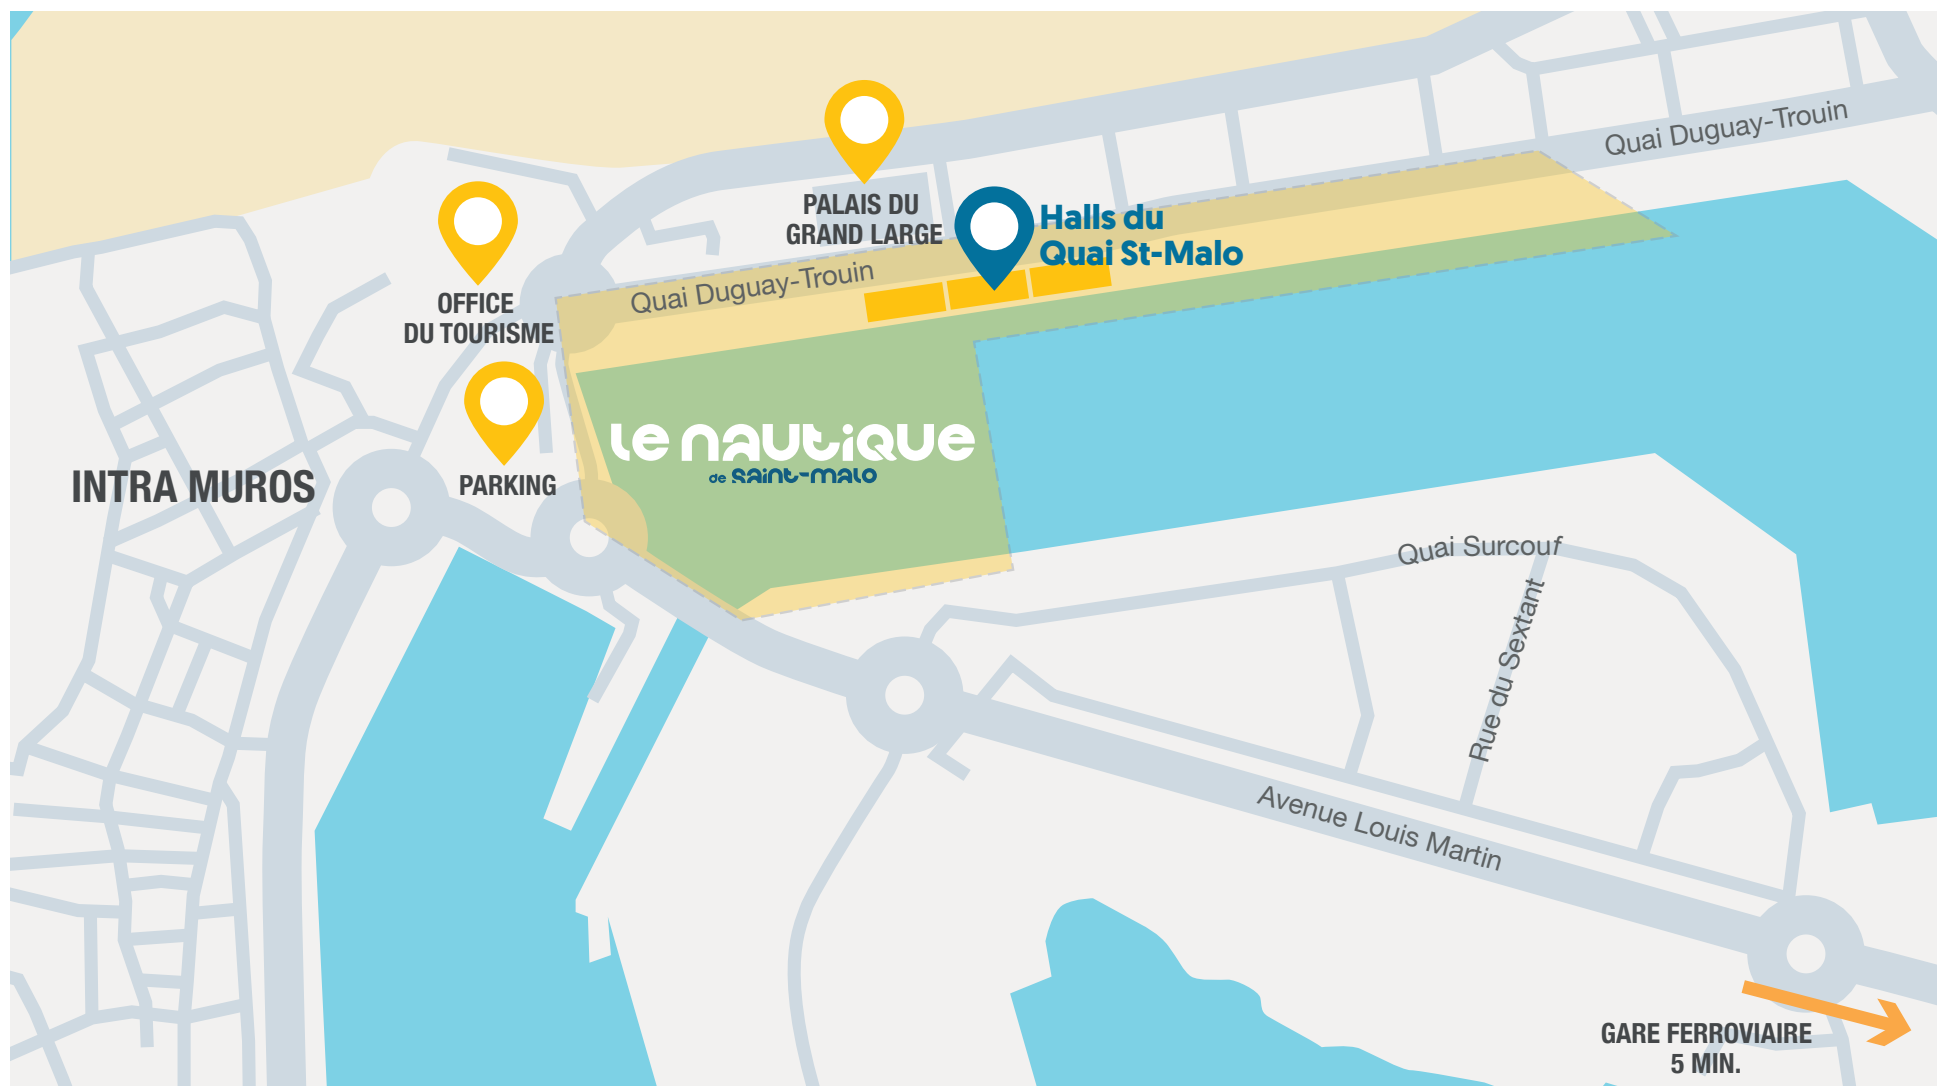 Quai Duguay-Trouin
PALAIS DU
GRAND LARGE
Halls du
Quai St-Malo
OFFICE
DU TOURISME
Quai Duguay-Trouin
PARKING
INTRA MUROS
Le nautique
de saint-malo
Quai Surcouf
Rue du Sextant
Avenue Louis Martin
GARE FERROVIAIRE
5 MIN.